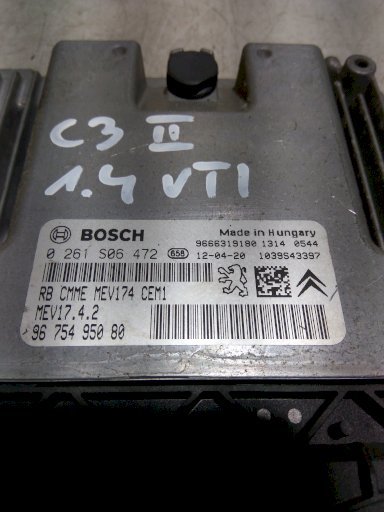 C3 II
1.4 VTI
BOSCH
Made in Hungary
9666319180 1314 0544
0 261 S06 472 658 12-04-20 1039S43397
RB CMME MEV174 CEM1
MEV17.4.2
96 754 950 80